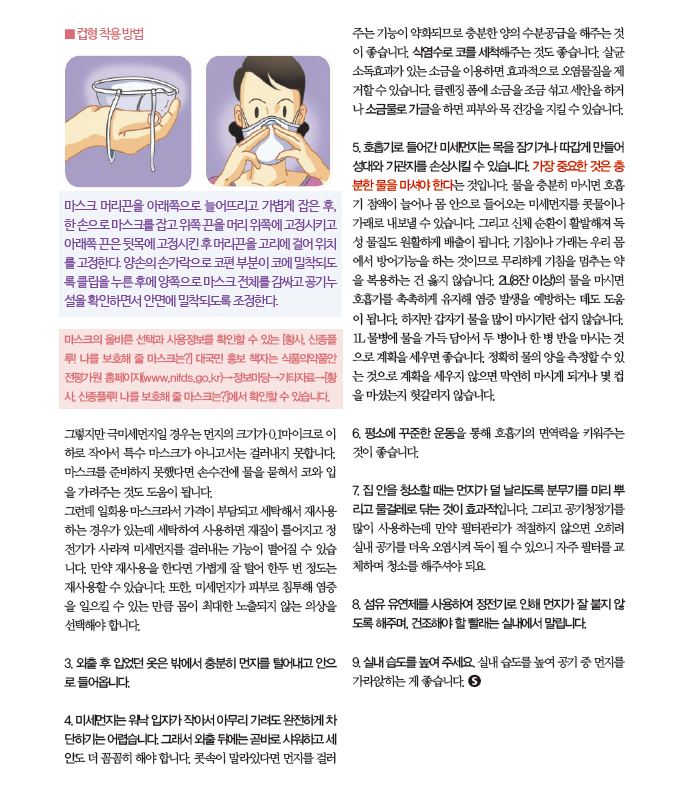 ■ 컵형 착용 방법
마스크 머리끈을 아래쪽으로 늘어뜨리고 가볍게 잡은 후,
한 손으로 마스크를 잡고 위쪽 끈을 머리 위쪽에 고정시키고
아래쪽 끈은 뒷목에 고정시킨 후 머리끈을 고리에 걸어 위치
를 고정한다. 양손의 손가락으로 코편 부분이 코에 밀착되도
록 클립을 누른 후에 양쪽으로 마스크 전체를 감싸고 공기누
설을 확인하면서 안면에 밀착되도록 조정한다.
마스크의 올바른 선택과 사용정보를 확인할 수 있는 [황사, 신종플
루! 나를 보호해 줄 마스크는?] 대국민 홍보 책자는 식품의약품안
전평가원 홈페이지(www.nifds.go.kr)→정보마당→기타자료→[황
사, 신종플루! 나를 보호해 줄 마스크는?]에서 확인할 수 있습니다.
그렇지만 극미세먼지일 경우는 먼지의 크기가 0.1마이크로 이
하로 작아서 특수 마스크가 아니고서는 걸러내지 못합니다.
마스크를 준비하지 못했다면 손수건에 물을 묻혀서 코와 입
을 가려주는 것도 도움이 됩니다.
그런데 일회용 마스크라서 가격이 부담되고 세탁해서 재사용
하는 경우가 있는데 세탁하여 사용하면 재질이 틀어지고 정
전기가 사라져 미세먼지를 걸러내는 기능이 떨어질 수 있습
니다. 만약 재사용을 한다면 가볍게 잘 털어 한두 번 정도는
재사용할 수 있습니다. 또한, 미세먼지가 피부로 침투해 염증
을 일으킬 수 있는 만큼 몸이 최대한 노출되지 않는 의상을
선택해야 합니다.
3. 외출 후 입었던 옷은 밖에서 충분히 먼지를 털어내고 안으
로 들어옵니다.
4. 미세먼지는 워낙 입자가 작아서 아무리 가려도 완전하게 차
단하기는 어렵습니다. 그래서 외출 뒤에는 곧바로 샤워하고 세
안도 더 꼼꼼히 해야 합니다. 콧속이 말라있다면 먼지를 걸러
주는 기능이 약화되므로 충분한 양의 수분공급을 해주는 것
이 좋습니다. 식염수로 코를 세척해주는 것도 좋습니다. 살균
소독효과가 있는 소금을 이용하면 효과적으로 오염물질을 제
거할 수 있습니다. 클렌징 폼에 소금을 조금 섞고 세안을 하거
나 소금물로 가글을 하면 피부와 목 건강을 지킬 수 있습니다.
5. 호흡기로 들어간 미세먼지는 목을 잠기거나 따갑게 만들어
성대와 기관지를 손상시킬 수 있습니다. 가장 중요한 것은 충
분한 물을 마셔야 한다는 것입니다. 물을 충분히 마시면 호흡
기 점액이 늘어나 몸 안으로 들어오는 미세먼지를 콧물이나
가래로 내보낼 수 있습니다. 그리고 신체 순환이 활발해져 독
성 물질도 원활하게 배출이 됩니다. 기침이나 가래는 우리 몸
에서 방어기능을 하는 것이므로 무리하게 기침을 멈추는 약
을 복용하는 건 옳지 않습니다. 2L(8잔 이상)의 물을 마시면
호흡기를 촉촉하게 유지해 염증 발생을 예방하는 데도 도움
이 됩니다. 하지만 갑자기 물을 많이 마시기란 쉽지 않습니다.
1L 물병에 물을 가득 담아서 두 병이나 한 병 반을 마시는 것
으로 계획을 세우면 좋습니다. 정확히 물의 양을 측정할 수 있
는 것으로 계획을 세우지 않으면 막연히 마시게 되거나 몇 컵
을 마셨는지 헷갈리지 않습니다.
6. 평소에 꾸준한 운동을 통해 호흡기의 면역력을 키워주는
것이 좋습니다.
7. 집 안을 청소할 때는 먼지가 덜 날리도록 분무기를 미리 뿌
리고 물걸레로 닦는 것이 효과적입니다. 그리고 공기청정기를
많이 사용하는데 만약 필터관리가 적절하지 않으면 오히려
실내 공기를 더욱 오염시켜 독이 될 수 있으니 자주 필터를 교
체하며 청소를 해주셔야 되요.
8. 섬유 유연제를 사용하여 정전기로 인해 먼지가 잘 붙지 않
도록 해주며, 건조해야 할 빨래는 실내에서 말립니다.
9. 실내 습도를 높여 주세요. 실내 습도를 높여 공기 중 먼지를
가라앉히는 게 좋습니다. S